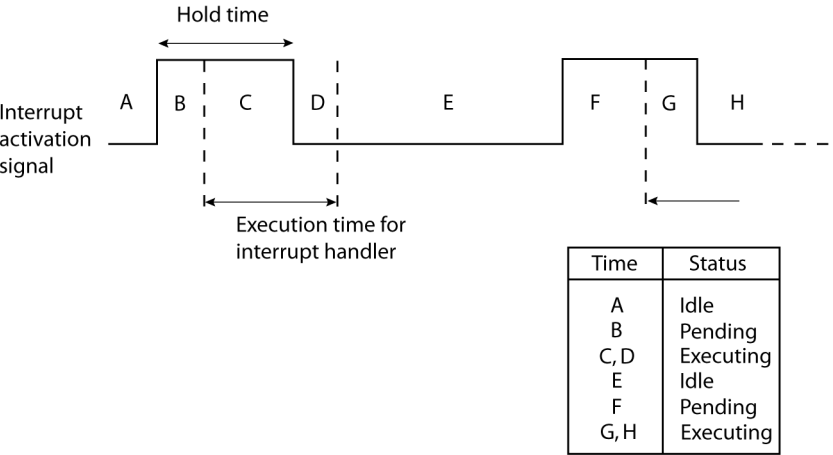 Hold time
A
B
C
D
E
F
G
H
Interrupt
activation
signal
Execution time for
interrupt handler
Time Status
A Idle
B Pending
C, D Executing
E Idle
F Pending
G, H Executing